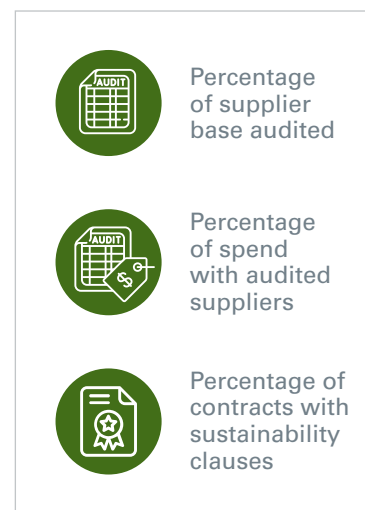 AUDIT
Percentage
of supplier
base audited
AUDIT
$
Percentage
of spend
with audited
suppliers
Percentage of
contracts with
sustainability
clauses